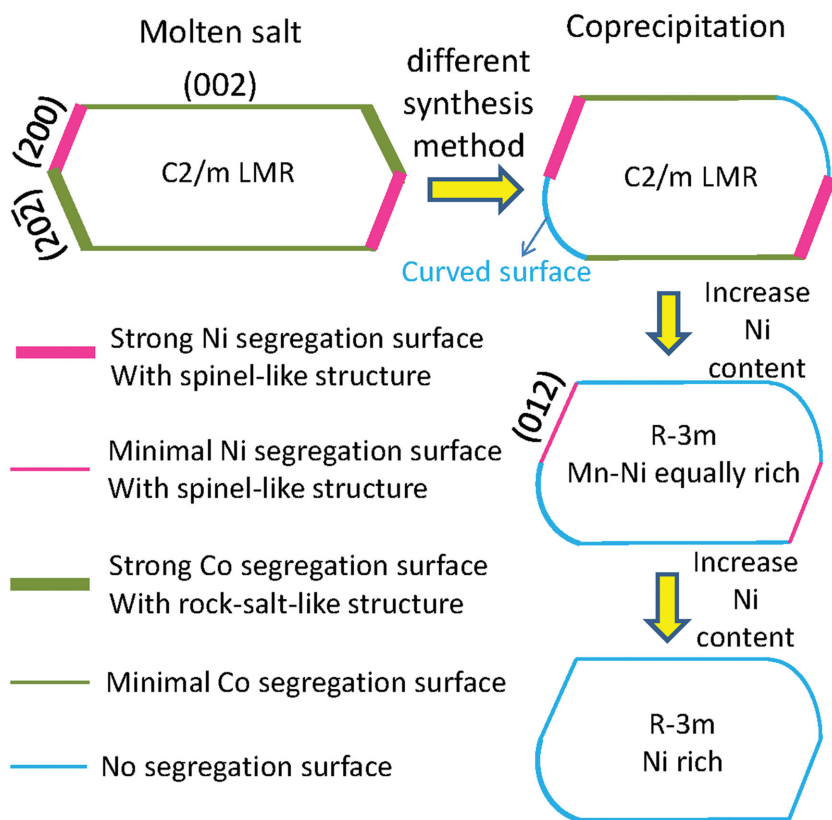 Molten salt
(002)
(200)
(202̅)
C2/m LMR
different
synthesis
method
Coprecipitation
C2/m LMR
Curved surface
Increase
Ni
content
(012)
R-3m
Mn-Ni equally rich
Increase
Ni
content
R-3m
Ni rich
Strong Ni segregation surface
With spinel-like structure
Minimal Ni segregation surface
With spinel-like structure
Strong Co segregation surface
With rock-salt-like structure
Minimal Co segregation surface
No segregation surface